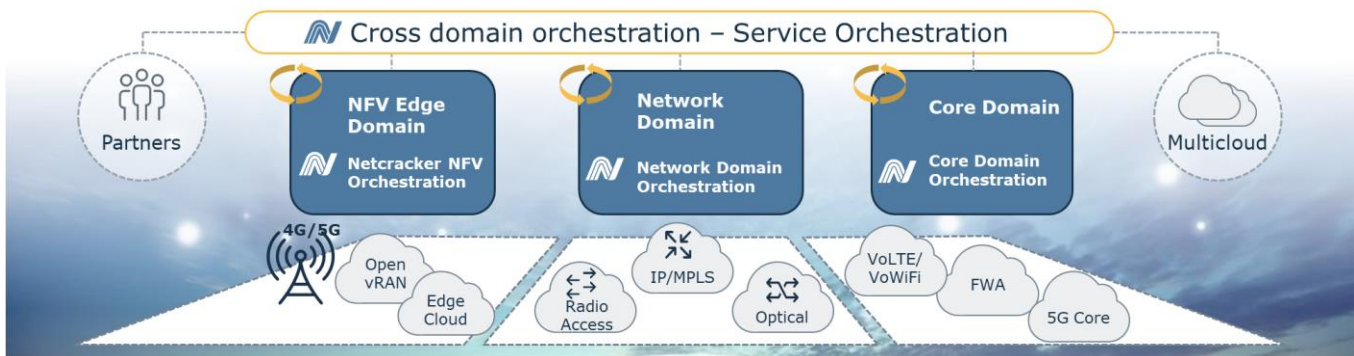 Cross domain orchestration – Service Orchestration
Partners
NFV Edge
Domain
Netcracker NFV
Orchestration
Network
Domain
Network Domain
Orchestration
Core Domain
Core Domain
Orchestration
Multicloud
4G/5G
Open
vRAN
Edge
Cloud
Radio
Access
IP/MPLS
Optical
VoLTE/
VoWiFi
FWA
5G Core